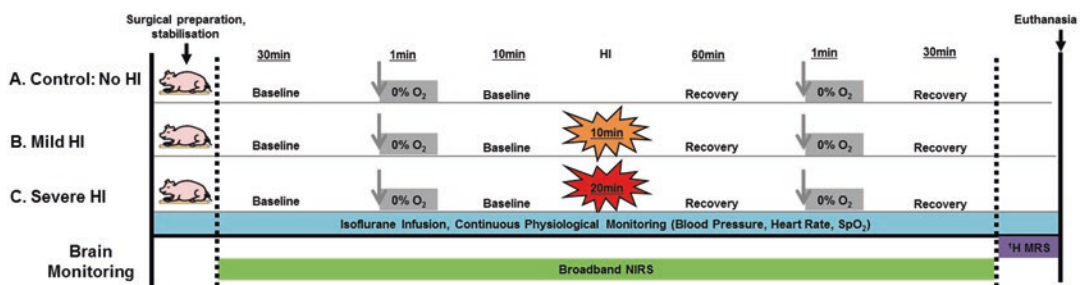 Surgical preparation, stabilisation
Euthanasia
30min 1min 10min HI 60min 1min 30min
A. Control: No HI
Baseline 0% O₂ Baseline Recovery 0% O₂ Recovery
B. Mild HI
10min
Baseline 0% O₂ Baseline Recovery 0% O₂ Recovery
C. Severe HI
20min
Baseline 0% O₂ Baseline Recovery 0% O₂ Recovery
Isoflurane Infusion, Continuous Physiological Monitoring (Blood Pressure, Heart Rate, SpO₂)
Brain
Monitoring
¹H MRS
Broadband NIRS